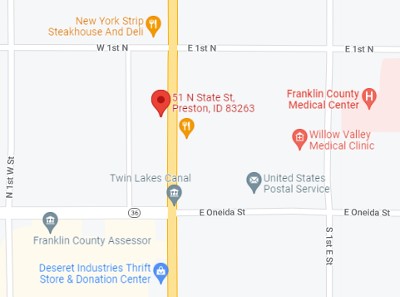 New York Strip
Steakhouse And Deli
W 1st N
E 1st N
E 1st N
51 N State St,
Preston, ID 83263
Franklin County
Medical Center
H
Willow Valley
Medical Clinic
N 1st W St
Twin Lakes Canal
United States
Postal Service
36
E Oneida St
E Oneida St
Franklin County Assessor
S 1st E St
Deseret Industries Thrift
Store & Donation Center